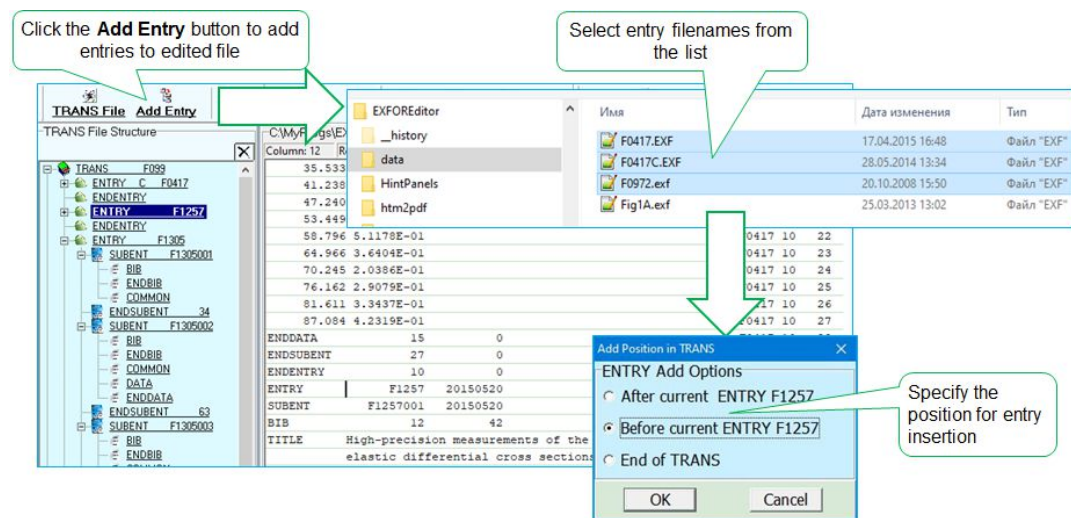 Click the Add Entry button to add
entries to edited file
Select entry filenames from
the list
TRANS File Add Entry
TRANS File Structure
TRANS F099
ENTRY C F0417
ENDENTRY
ENTRY F1257
ENDENTRY
ENTRY F1305
SUBENT F1305001
BIB
ENDBIB
COMMON
ENDSUBENT 34
SUBENT F1305002
BIB
ENDBIB
COMMON
DATA
ENDDATA
ENDSUBENT 63
SUBENT F1305003
BIB
ENDBIB
Column: 12
35.533
41.238
47.240
53.449
58.796 5.1178E-01 F0417 10 22
64.966 3.6404E-01 F0417 10 23
70.245 2.0386E-01 24
76.162 2.9079E-01 25
81.611 3.3437E-01 26
87.084 4.2319E-01 F0417 10 27
ENDDATA 15 0
ENDSUBENT 27 0
ENDENTRY 10 0
ENTRY F1257 20150520
SUBENT F1257001 20150520
BIB 12 42
TITLE High-precision measurements of the
elastic differential cross sections
EXFOREditor
__history
data
HintPanels
htm2pdf
Имя Дата изменения Тип
F0417.EXF 17.04.2015 16:48 Файл "EXF"
F0417C.EXF 28.05.2014 13:34 Файл "EXF"
F0972.exf 20.10.2008 15:50 Файл "EXF"
Fig1A.exf 25.03.2013 13:02 Файл "EXF"
Add Position in TRANS
ENTRY Add Options
After current ENTRY F1257
Before current ENTRY F1257
End of TRANS
OK Cancel
Specify the
position for entry
insertion